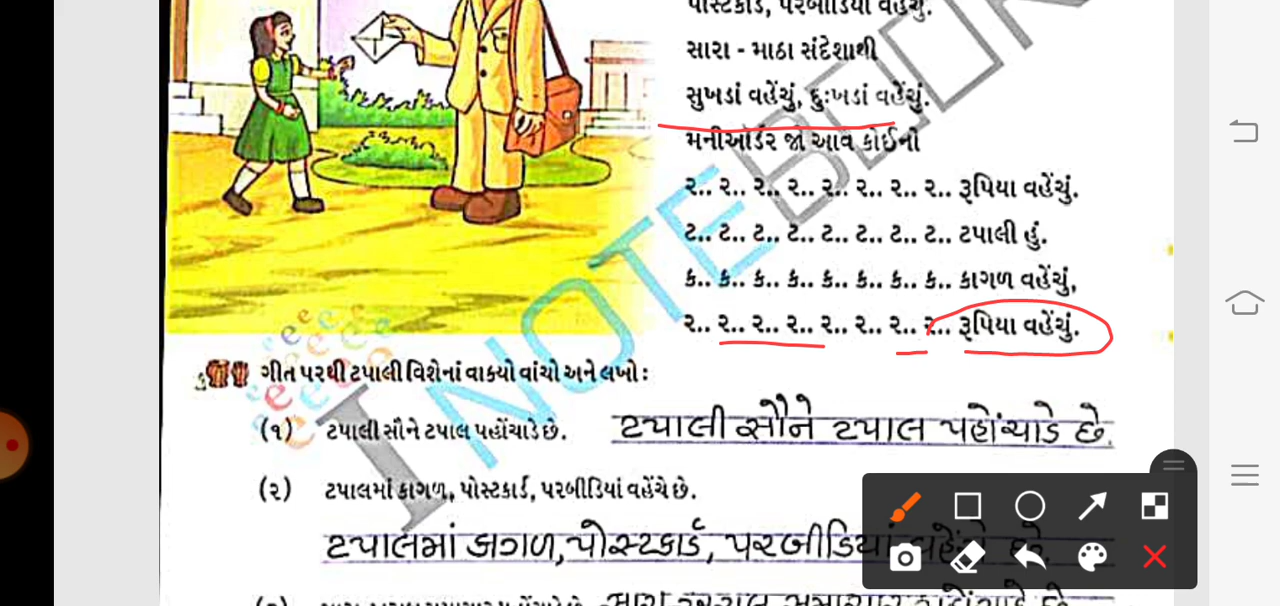 પોસ્ટકાર્ડ, પરબીડિયાં વહેંચું.
સારા - માઠા સંદેશાથી
સુખડાં વહેંચું, દુઃખડાં વહેંચું.
મનીઑર્ડર જો આવે કોઈનો
ર.. ર.. ર.. ર.. ર.. ર.. ર.. ર.. રૂપિયા વહેંચું.
ટ.. ટ.. ટ.. ટ.. ટ.. ટ.. ટ.. ટ.. ટપાલી હું.
ક.. ક.. ક.. ક.. ક.. ક.. ક.. ક.. કાગળ વહેંચું,
ર.. ર.. ર.. ર.. ર.. ર.. ર.. ર.. રૂપિયા વહેંચું.
ગીત પરથી ટપાલી વિશેનાં વાક્યો વાંચો અને લખો :
(૧) ટપાલી સૌને ટપાલ પહોંચાડે છે. ટપાલી સૌને ટપાલ પહોંચાડે છે.
(૨) ટપાલમાં કાગળ, પોસ્ટકાર્ડ, પરબીડિયાં વહેંચે છે.
ટપાલમાં કાગળ, પોસ્ટકાર્ડ, પરબીડિયાં વહેંચે છે.
INOTEBOOK